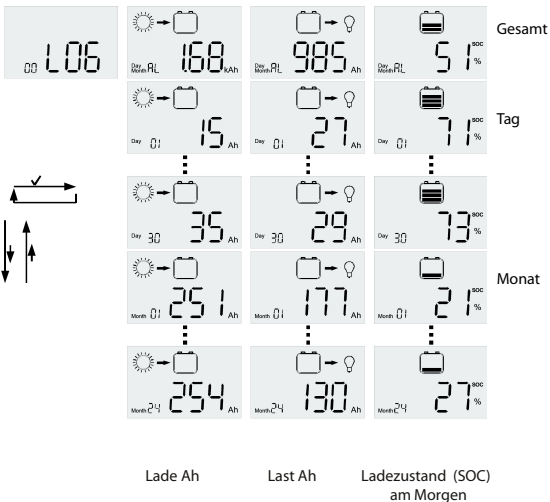 00 L06
Day Month AL 1.68 kAh
Day Month AL 985 Ah
Day Month AL 51 SOC %
Gesamt
Day 01 15 Ah
Day 01 27 Ah
Day 01 71 SOC %
Tag
Day 30 35 Ah
Day 30 29 Ah
Day 30 73 SOC %
Month 01 251 Ah
Month 01 177 Ah
Month 01 21 SOC %
Monat
Month 24 254 Ah
Month 24 130 Ah
Month 24 27 SOC %
Lade Ah
Last Ah
Ladezustand (SOC)
am Morgen